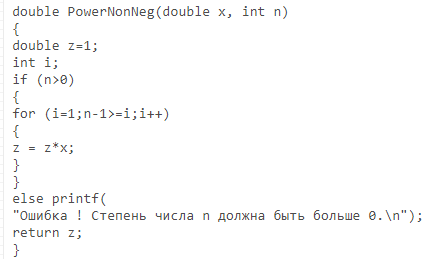 double PowerNonNeg(double x, int n)
{
double z=1;
int i;
if (n>0)
{
for (i=1;n-1>=i;i++)
{
z = z*x;
}
}
else printf(
"Ошибка ! Степень числа n должна быть больше 0.\n");
return z;
}